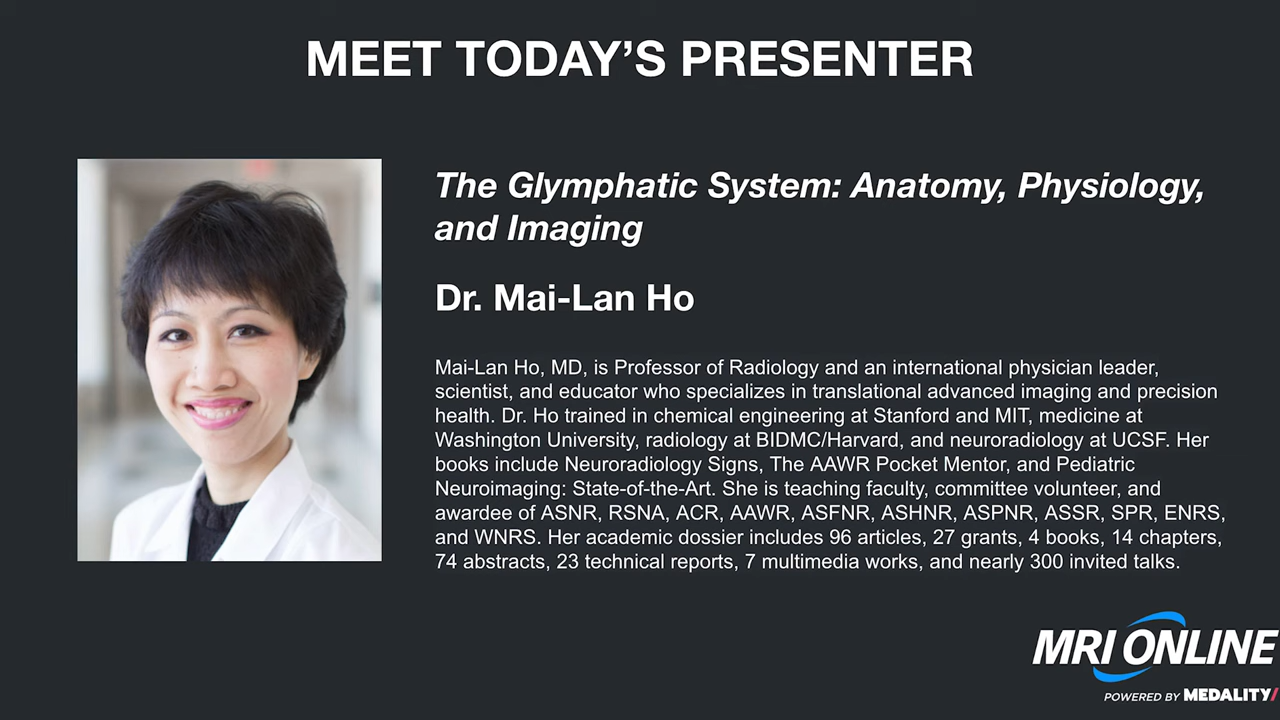 MEET TODAY’S PRESENTER
The Glymphatic System: Anatomy, Physiology,
and Imaging
Dr. Mai-Lan Ho
Mai-Lan Ho, MD, is Professor of Radiology and an international physician leader,
scientist, and educator who specializes in translational advanced imaging and precision
health. Dr. Ho trained in chemical engineering at Stanford and MIT, medicine at
Washington University, radiology at BIDMC/Harvard, and neuroradiology at UCSF. Her
books include Neuroradiology Signs, The AAWR Pocket Mentor, and Pediatric
Neuroimaging: State-of-the-Art. She is teaching faculty, committee volunteer, and
awardee of ASNR, RSNA, ACR, AAWR, ASFNR, ASHNR, ASPNR, ASSR, SPR, ENRS,
and WNRS. Her academic dossier includes 96 articles, 27 grants, 4 books, 14 chapters,
74 abstracts, 23 technical reports, 7 multimedia works, and nearly 300 invited talks.
MRI ONLINE
POWERED BY MEDALITY/